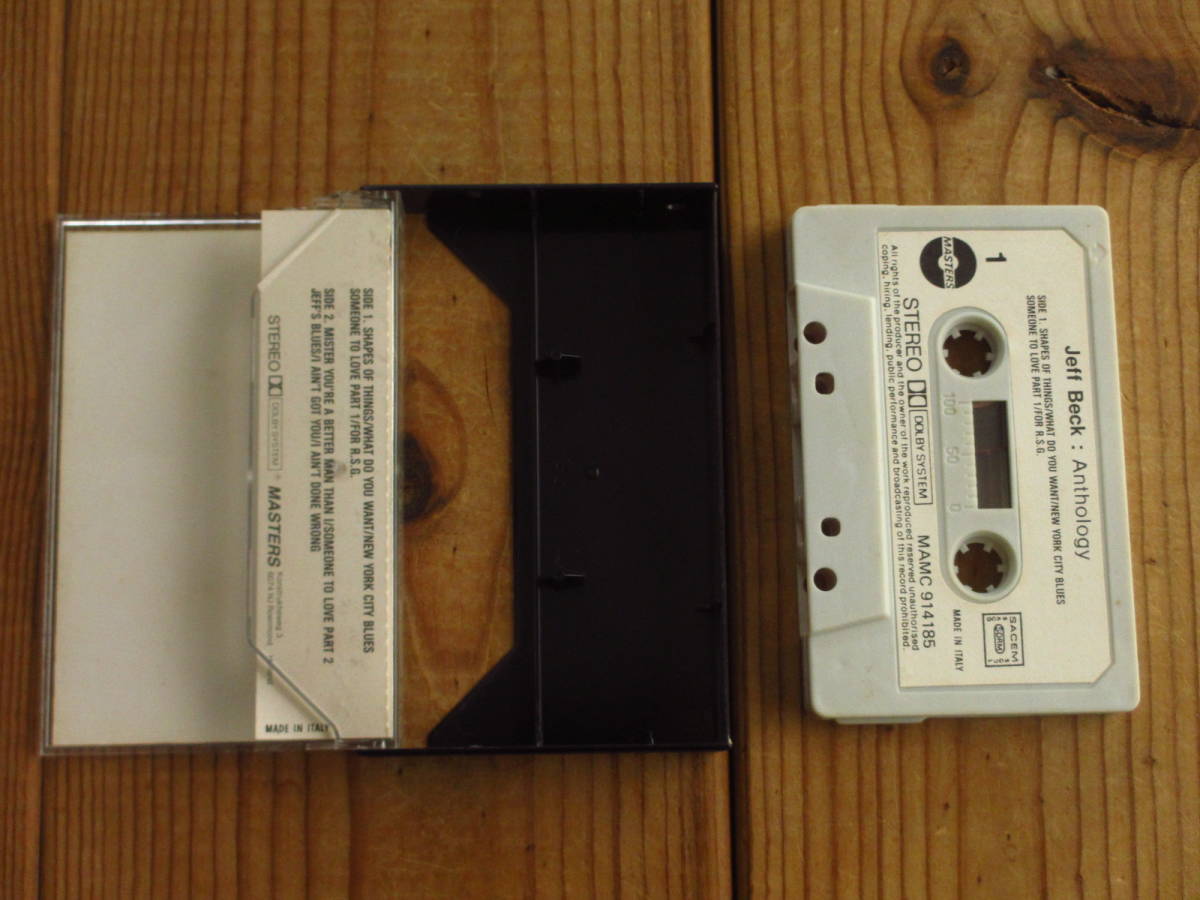 SIDE 1. SHAPES OF THINGS/WHAT DO YOU WANT/NEW YORK CITY BLUES
SOMEONE TO LOVE PART 1/FOR R.S.G.
SIDE 2. MISTER YOU'RE A BETTER MAN THAN I/SOMEONE TO LOVE PART 2
JEFF'S BLUES/I AIN'T GOT YOU/I AIN'T DONE WRONG
STEREO DOLBY SYSTEM ® MASTERS
MADE IN ITALY
Jeff Beck : Anthology
SIDE 1. SHAPES OF THINGS/WHAT DO YOU WANT/NEW YORK CITY BLUES
SOMEONE TO LOVE PART 1/FOR R.S.G.
1
MASTERS
SACEM
SDRM
100 50 0
MADE IN ITALY
STEREO DOLBY SYSTEM MAMC 914185
All rights of the producer and the owner of the work reproduced reserved unauthorised
coping, hiring, lending, public performance and broadcasting of this record prohibited.